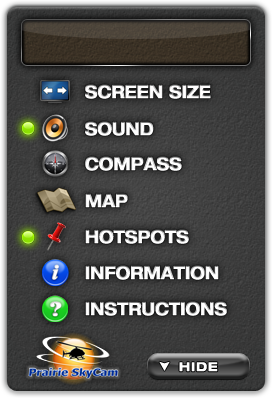 SCREEN SIZE
SOUND
COMPASS
MAP
HOTSPOTS
i INFORMATION
? INSTRUCTIONS
Prairie SkyCam
HIDE